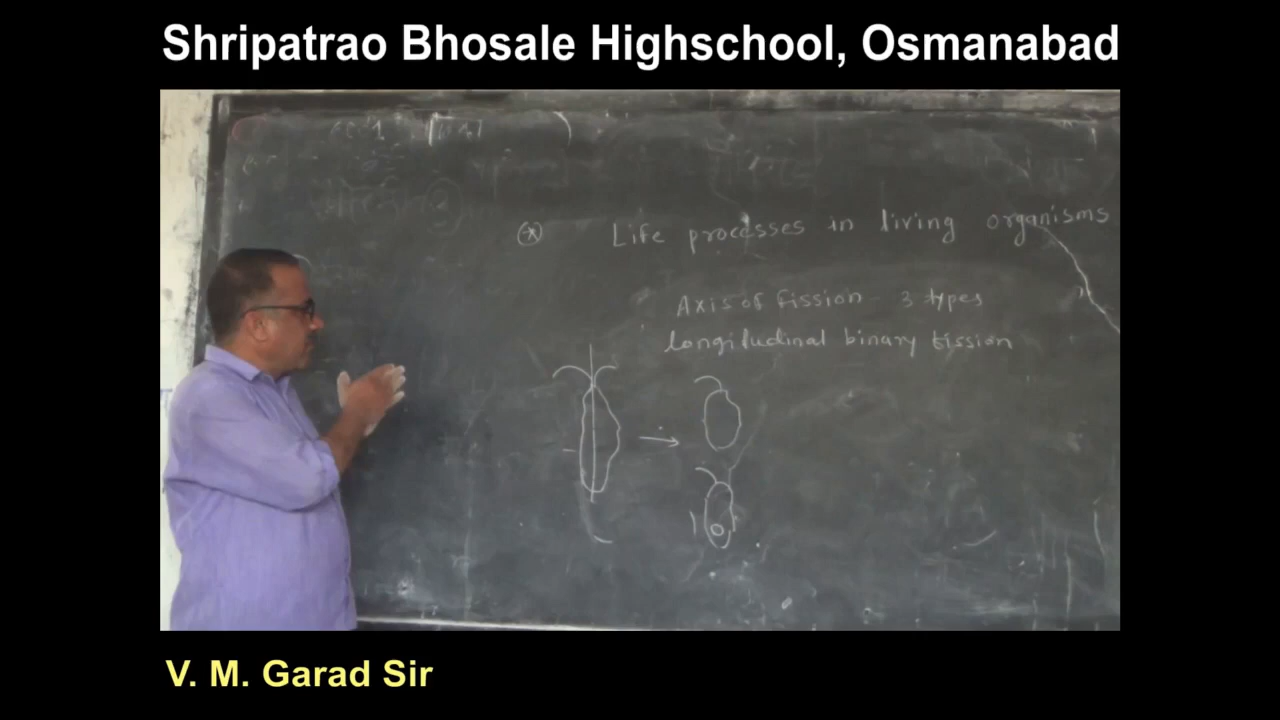 Shripatrao Bhosale Highschool, Osmanabad
Life processes in living organisms
Axis of fission - 3 types
longitudinal binary fission
V. M. Garad Sir